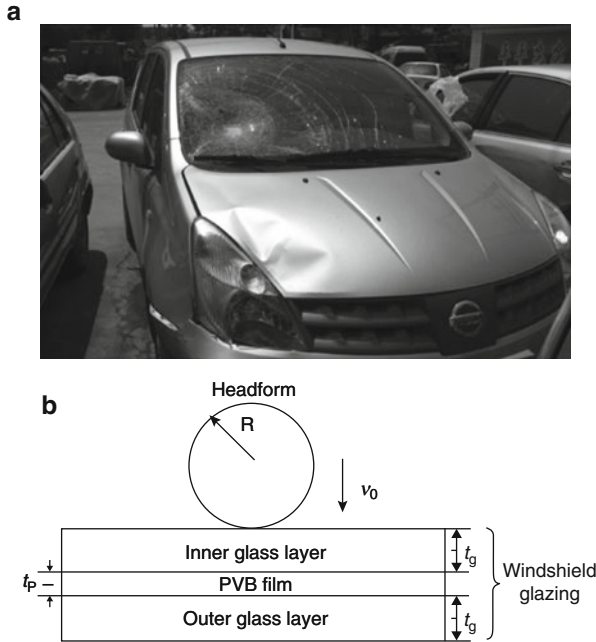 a
b
Headform
R
v0
Inner glass layer
tg
tP
PVB film
Windshield
glazing
Outer glass layer
tg